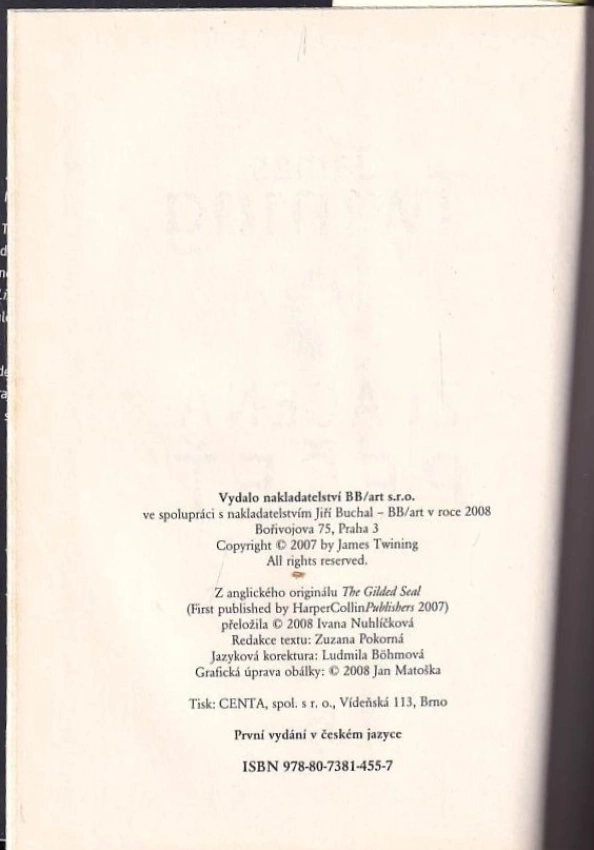 Vydalo nakladatelství BB/art s.r.o.
ve spolupráci s nakladatelstvím Jiří Buchal – BB/art v roce 2008
Bořivojova 75, Praha 3
Copyright © 2007 by James Twining
All rights reserved.
Z anglického originálu The Gilded Seal
(First published by HarperCollinPublishers 2007)
přeložila © 2008 Ivana Nuhlíčková
Redakce textu: Zuzana Pokorná
Jazyková korektura: Ludmila Böhmová
Grafická úprava obálky: © 2008 Jan Matoška
Tisk: CENTA, spol. s r. o., Vídeňská 113, Brno
První vydání v českém jazyce
ISBN 978-80-7381-455-7